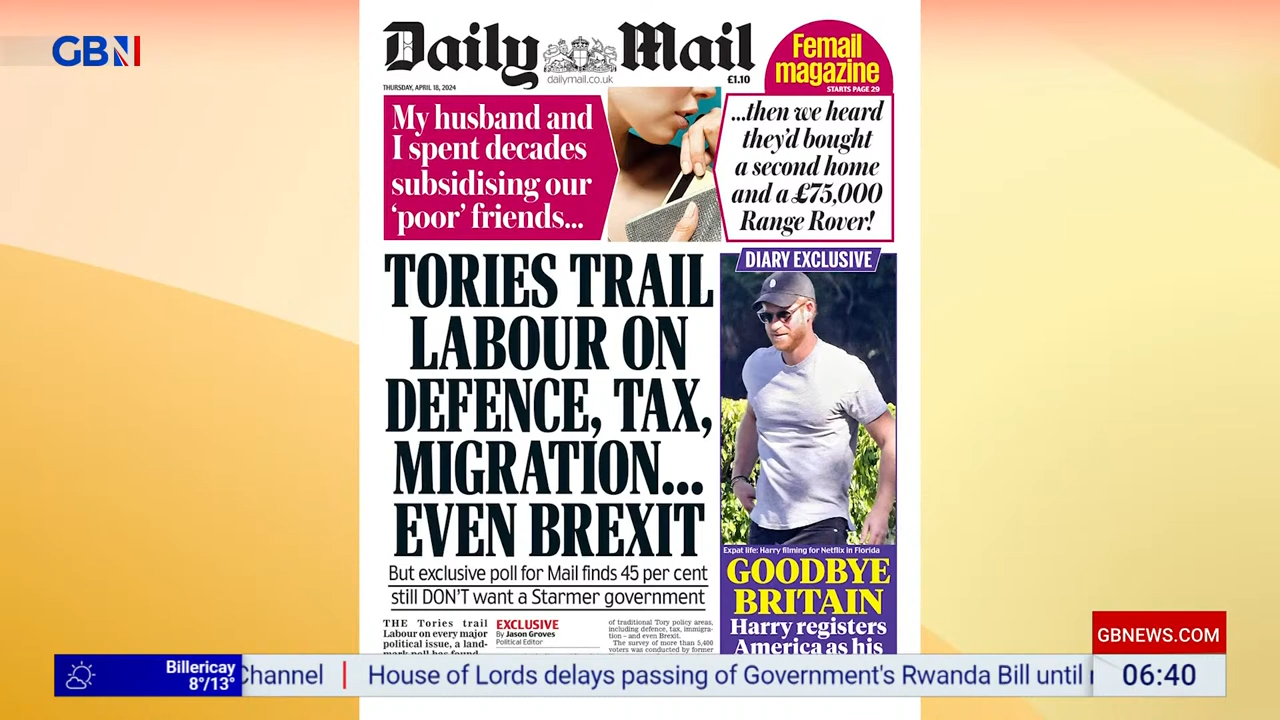 GBN
Daily Mail
dailymail.co.uk
£1.10
THURSDAY, APRIL 18, 2024
Femail
magazine
STARTS PAGE 29
My husband and
I spent decades
subsidising our
‘poor’ friends...
...then we heard
they’d bought
a second home
and a £75,000
Range Rover!
TORIES TRAIL
LABOUR ON
DEFENCE, TAX,
MIGRATION...
EVEN BREXIT
But exclusive poll for Mail finds 45 per cent
still DON’T want a Starmer government
THE Tories trail
Labour on every major
political issue, a land-
mark poll has found
EXCLUSIVE
By Jason Groves
Political Editor
of traditional Tory policy areas,
including defence, tax, immigra-
tion – and even Brexit.
The survey of more than 5,400
voters was conducted by former
DIARY EXCLUSIVE
Expat life: Harry filming for Netflix in Florida
GOODBYE
BRITAIN
Harry registers
America as his
GBNEWS.COM
Billericay
8°/13°
Channel | House of Lords delays passing of Government's Rwanda Bill until
06:40